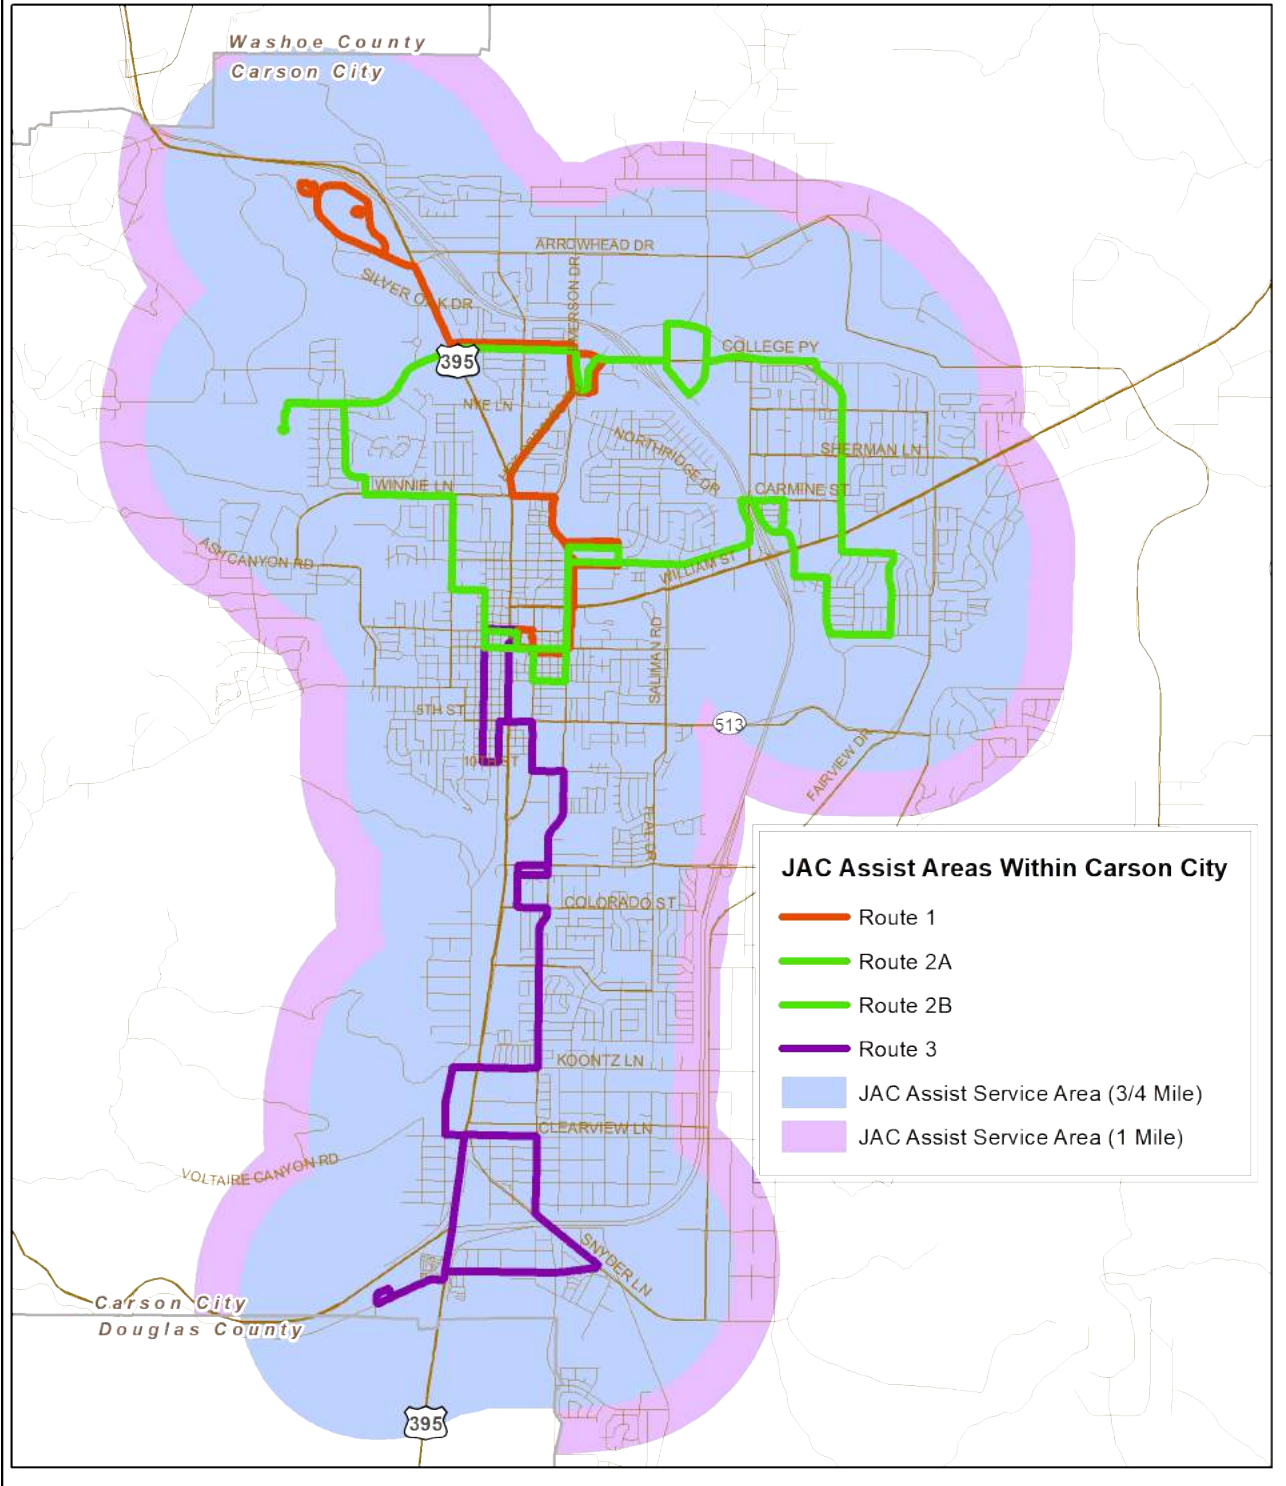 Washoe County
Carson City
ARROWHEAD DR
SILVER OAK DR
EMERSON DR
395
COLLEGE PY
NYE LN
NORTHRIDGE DR
SHERMAN LN
WINNIE LN
CARMINE ST
ASH CANYON RD
WILLIAM ST
SALIMAN RD
5TH ST
513
10TH ST
FAIRVIEW DR
COLORADO ST
KOONTZ LN
CLEARVIEW LN
VOLTAIRE CANYON RD
SNYDER LN
Carson City
Douglas County
395
JAC Assist Areas Within Carson City
Route 1
Route 2A
Route 2B
Route 3
JAC Assist Service Area (3/4 Mile)
JAC Assist Service Area (1 Mile)